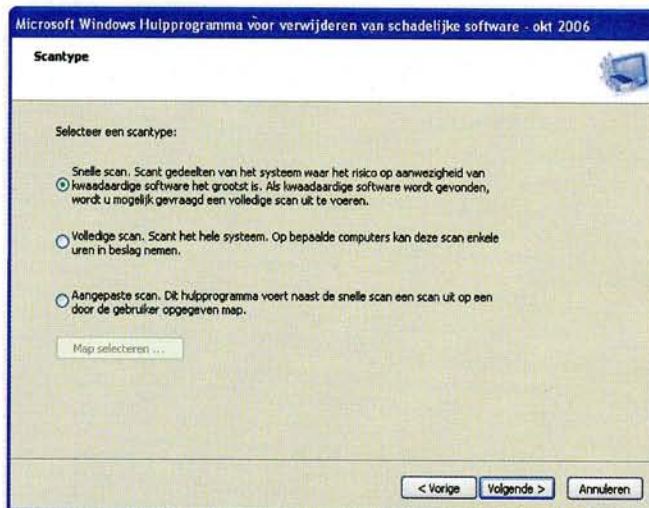 Microsoft Windows Hulpprogramma voor verwijderen van schadelijke software - okt 2006
Scantype
Selecteer een scantype:
Snelle scan. Scant gedeelten van het systeem waar het risico op aanwezigheid van
kwaadaardige software het grootst is. Als kwaadaardige software wordt gevonden,
wordt u mogelijk gevraagd een volledige scan uit te voeren.
Volledige scan. Scant het hele systeem. Op bepaalde computers kan deze scan enkele
uren in beslag nemen.
Aangepaste scan. Dit hulpprogramma voert naast de snelle scan een scan uit op een
door de gebruiker opgegeven map.
Map selecteren ...
< Vorige Volgende > Annuleren